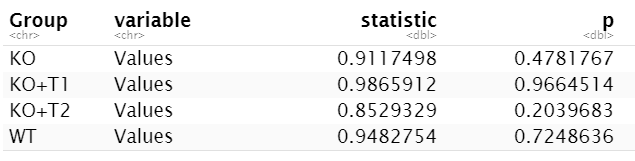 Group variable statistic p
<chr> <chr> <dbl> <dbl>
KO Values 0.9117498 0.4781767
KO+T1 Values 0.9865912 0.9664514
KO+T2 Values 0.8529329 0.2039683
WT Values 0.9482754 0.7248636